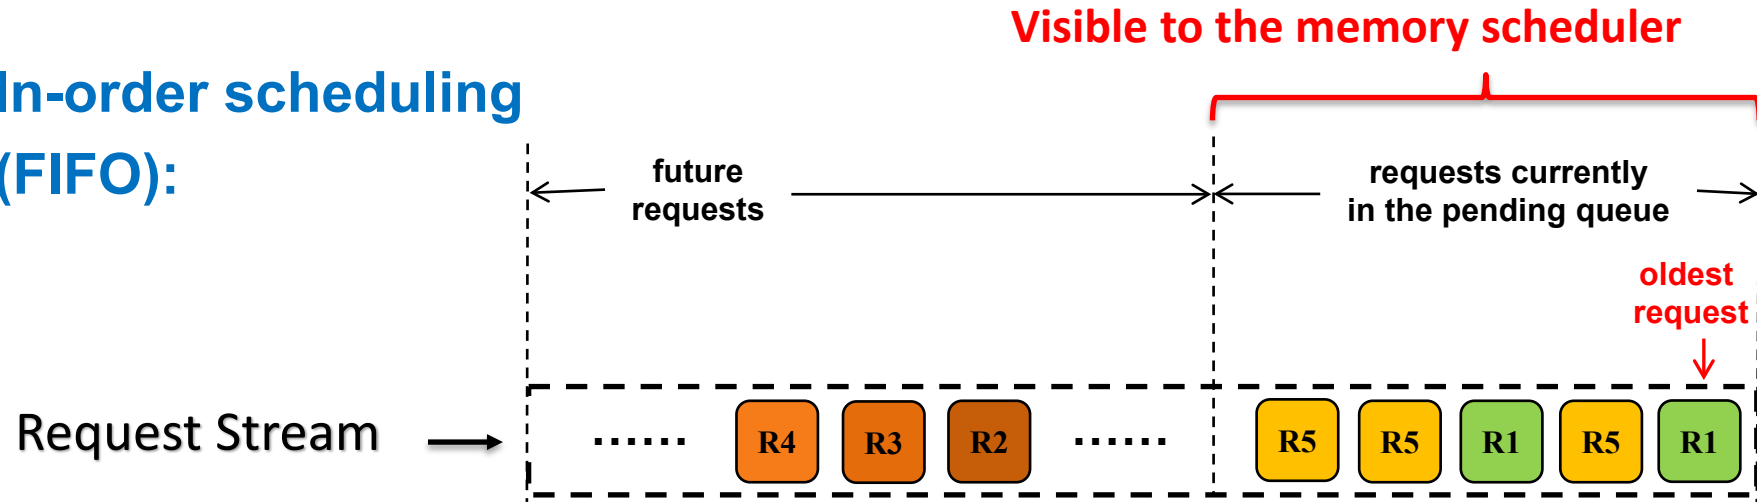 Visible to the memory scheduler
In-order scheduling
(FIFO):
future
requests
requests currently
in the pending queue
oldest
request
Request Stream
...... R4 R3 R2 ...... R5 R5 R1 R5 R1